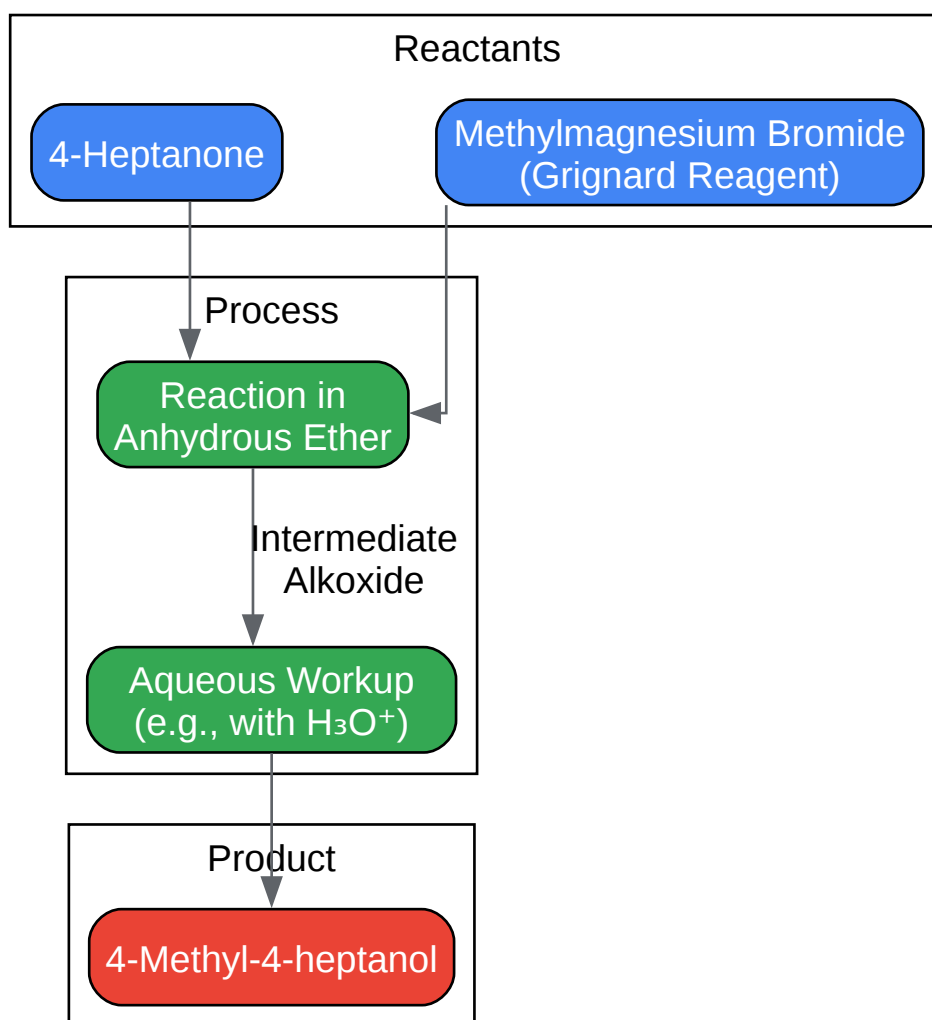 Reactants
4-Heptanone
Methylmagnesium Bromide
(Grignard Reagent)
Process
Reaction in
Anhydrous Ether
Intermediate
Alkoxide
Aqueous Workup
(e.g., with H₃O⁺)
Product
4-Methyl-4-heptanol